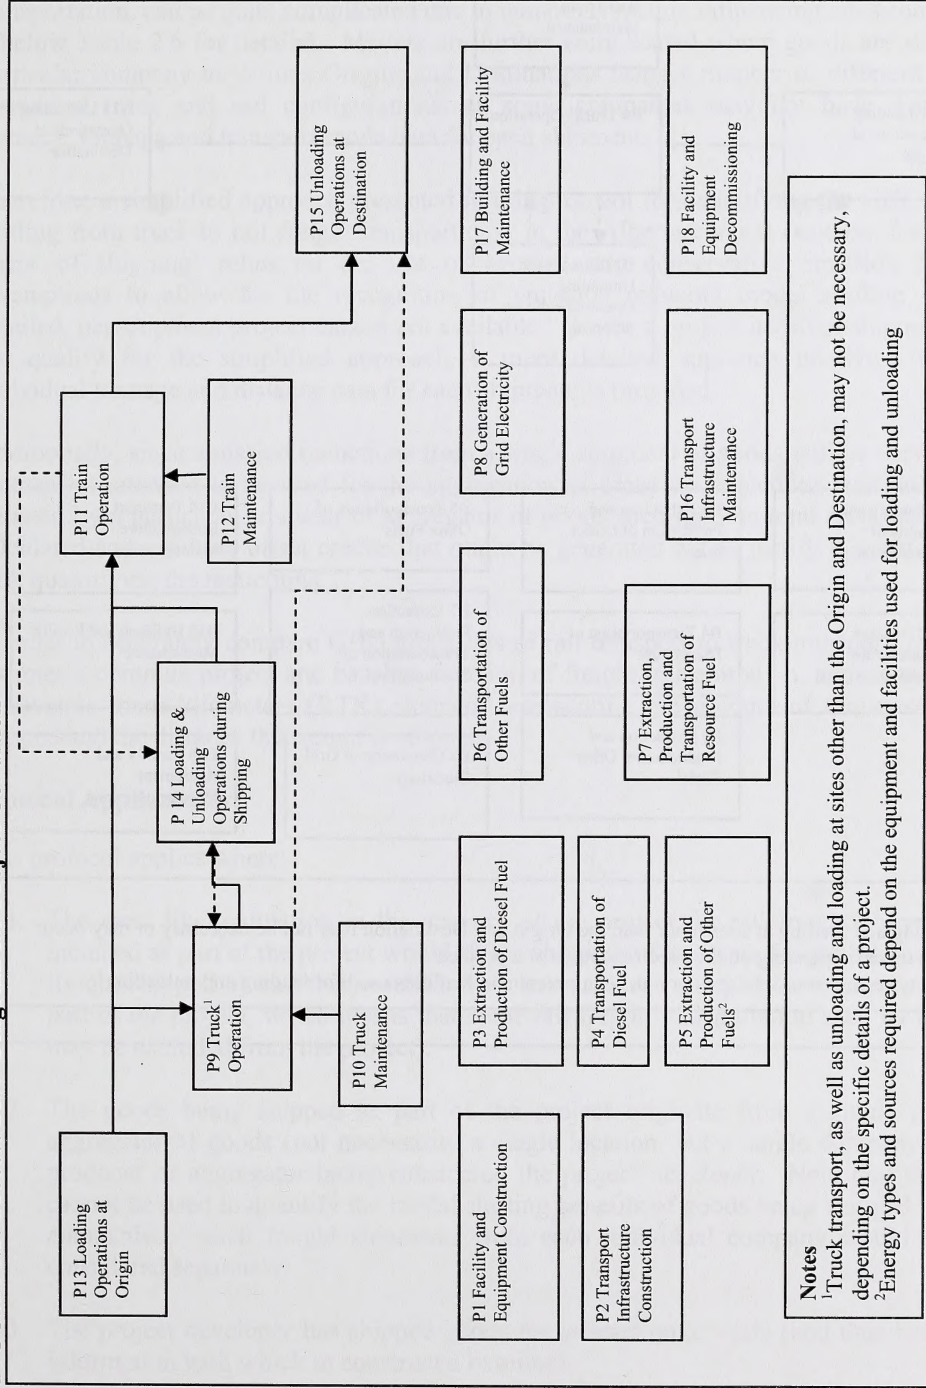 P13 Loading
Operations at
Origin
P9 Truck1
Operation
P10 Truck
Maintenance
P 14 Loading &
Unloading
Operations during
Shipping
P11 Train
Operation
P12 Train
Maintenance
P15 Unloading
Operations at
Destination
P1 Facility and
Equipment Construction
P2 Transport
Infrastructure
Construction
P3 Extraction and
Production of Diesel Fuel
P4 Transportation of
Diesel Fuel
P5 Extraction and
Production of Other
Fuels2
P6 Transportation of
Other Fuel
P7 Extraction,
Production and
Transportation of
Resource Fuel
P8 Generation of
Grid Electricity
P16 Transport
Infrastructure
Maintenance
P17 Building and Facility
Maintenance
P18 Facility and
Equipment
Decommissioning
Notes
1Truck transport, as well as unloading and loading at sites other than the Origin and Destination, may not be necessary,
depending on the specific details of a project.
2Energy types and sources required depend on the equipment and facilities used for loading and unloading